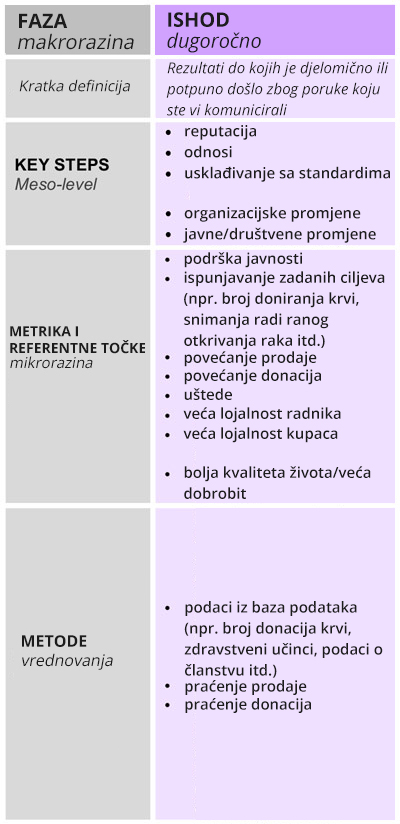 FAZA
makrorazina
ISHOD
dugoročno
Kratka definicija
Rezultati do kojih je djelomično ili
potpuno došlo zbog poruke koju
ste vi komunicirali
KEY STEPS
Meso-level
• reputacija
• odnosi
• usklađivanje sa standardima
• organizacijske promjene
• javne/društvene promjene
METRIKA I
REFERENTNE TOČKE
mikrorazina
• podrška javnosti
• ispunjavanje zadanih ciljeva
(npr. broj doniranja krvi,
snimanja radi ranog
otkrivanja raka itd.)
• povećanje prodaje
• povećanje donacija
• uštede
• veća lojalnost radnika
• veća lojalnost kupaca
• bolja kvaliteta života/veća
dobrobit
METODE
vrednovanja
• podaci iz baza podataka
(npr. broj donacija krvi,
zdravstveni učinci, podaci o
članstvu itd.)
• praćenje prodaje
• praćenje donacija